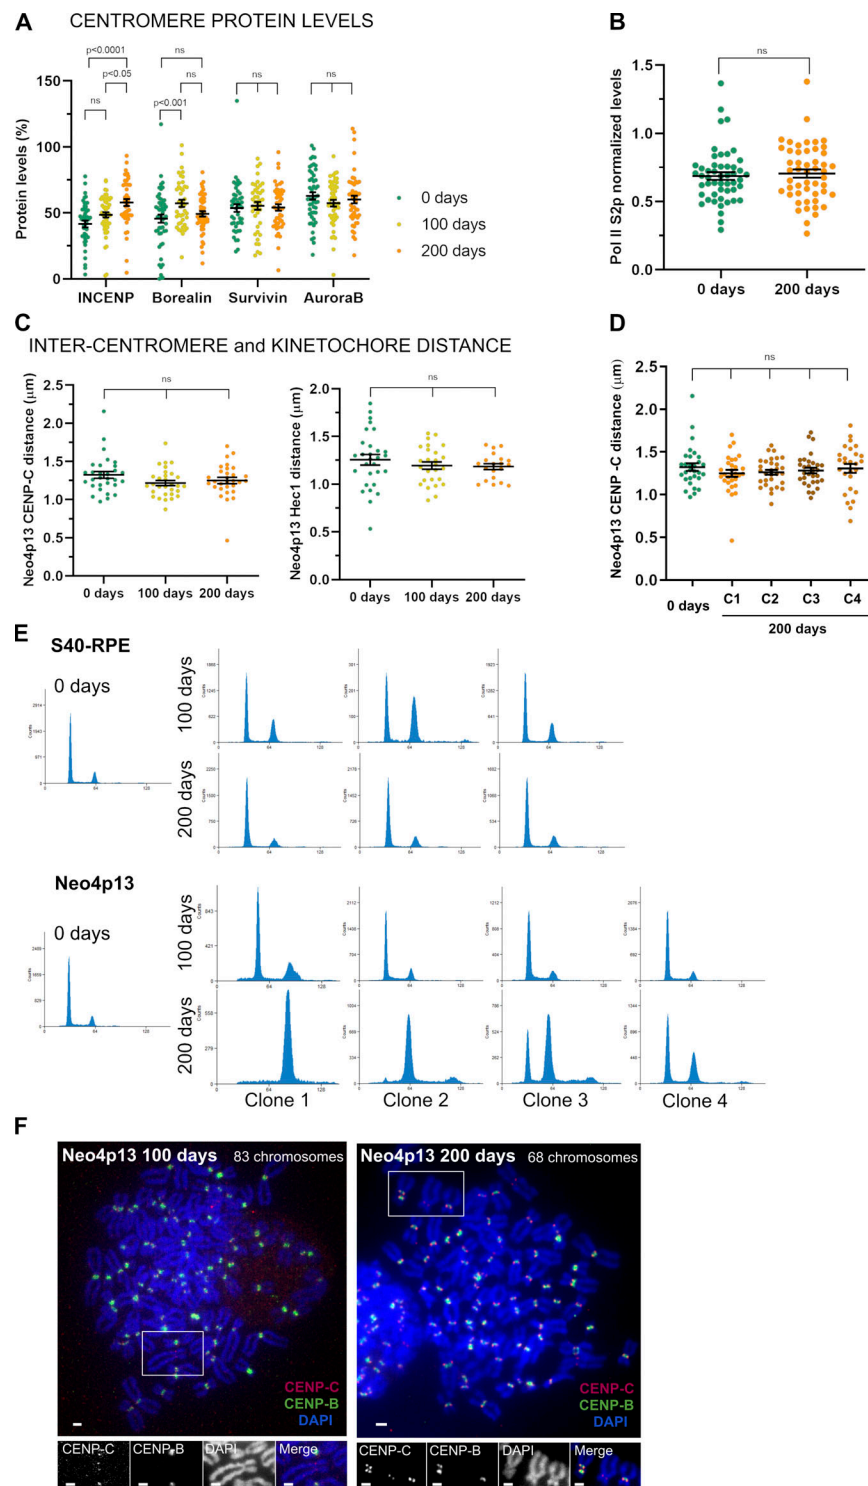 A CENTROMERE PROTEIN LEVELS
p<0.0001
ns
ns
ns
p<0.05
ns
ns
p<0.001
Protein levels (%)
150
100
50
0
INCENP Borealin Survivin AuroraB
0 days
100 days
200 days
B
ns
Pol II S2p normalized levels
1.5
1.0
0.5
0.0
0 days 200 days
C
INTER-CENTROMERE and KINETOCHORE DISTANCE
ns
Neo4p13 CENP-C distance (μm)
2.5
2.0
1.5
1.0
0.5
0.0
0 days 100 days 200 days
ns
Neo4p13 Hec1 distance (μm)
2.0
1.5
1.0
0.5
0.0
0 days 100 days 200 days
D
ns
Neo4p13 CENP -C distance (μm)
2.5
2.0
1.5
1.0
0.5
0.0
0 days C1 C2 C3 C4
200 days
E
S40-RPE
0 days
100 days
200 days
Neo4p13
0 days
100 days
200 days
Clone 1 Clone 2 Clone 3 Clone 4
F
Neo4p13 100 days 83 chromosomes
CENP-C
CENP-B
DAPI
CENP-C CENP-B DAPI Merge
Neo4p13 200 days 68 chromosomes
CENP-C
CENP-B
DAPI
CENP-C CENP-B DAPI Merge